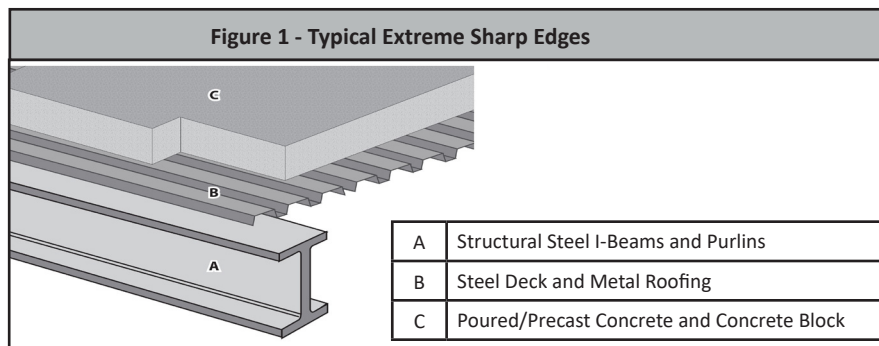 Figure 1 - Typical Extreme Sharp Edges
C
B
A
A Structural Steel I-Beams and Purlins
B Steel Deck and Metal Roofing
C Poured/Precast Concrete and Concrete Block